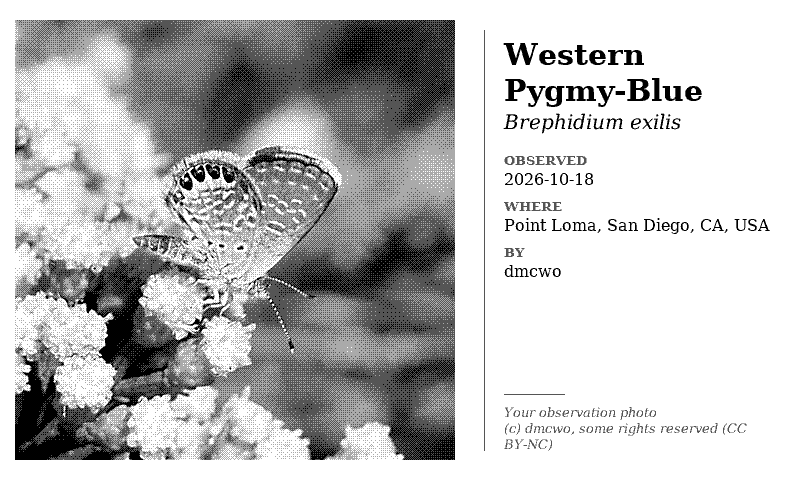 Western
Pygmy-Blue
Brephidium exilis
OBSERVED
2026-10-18
WHERE
Point Loma, San Diego, CA, USA
BY
dmcwo
Your observation photo
(c) dmcwo, some rights reserved (CC
BY-NC)